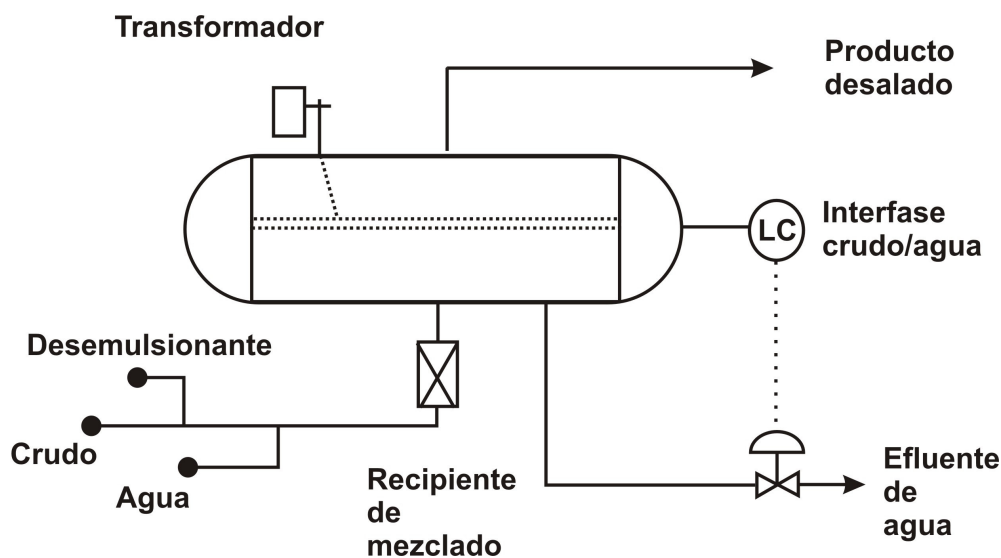 Transformador
Producto
desalado
LC
Interfase
crudo/agua
Desemulsionante
Crudo
Agua
Recipiente
de
mezclado
Efluente
de
agua